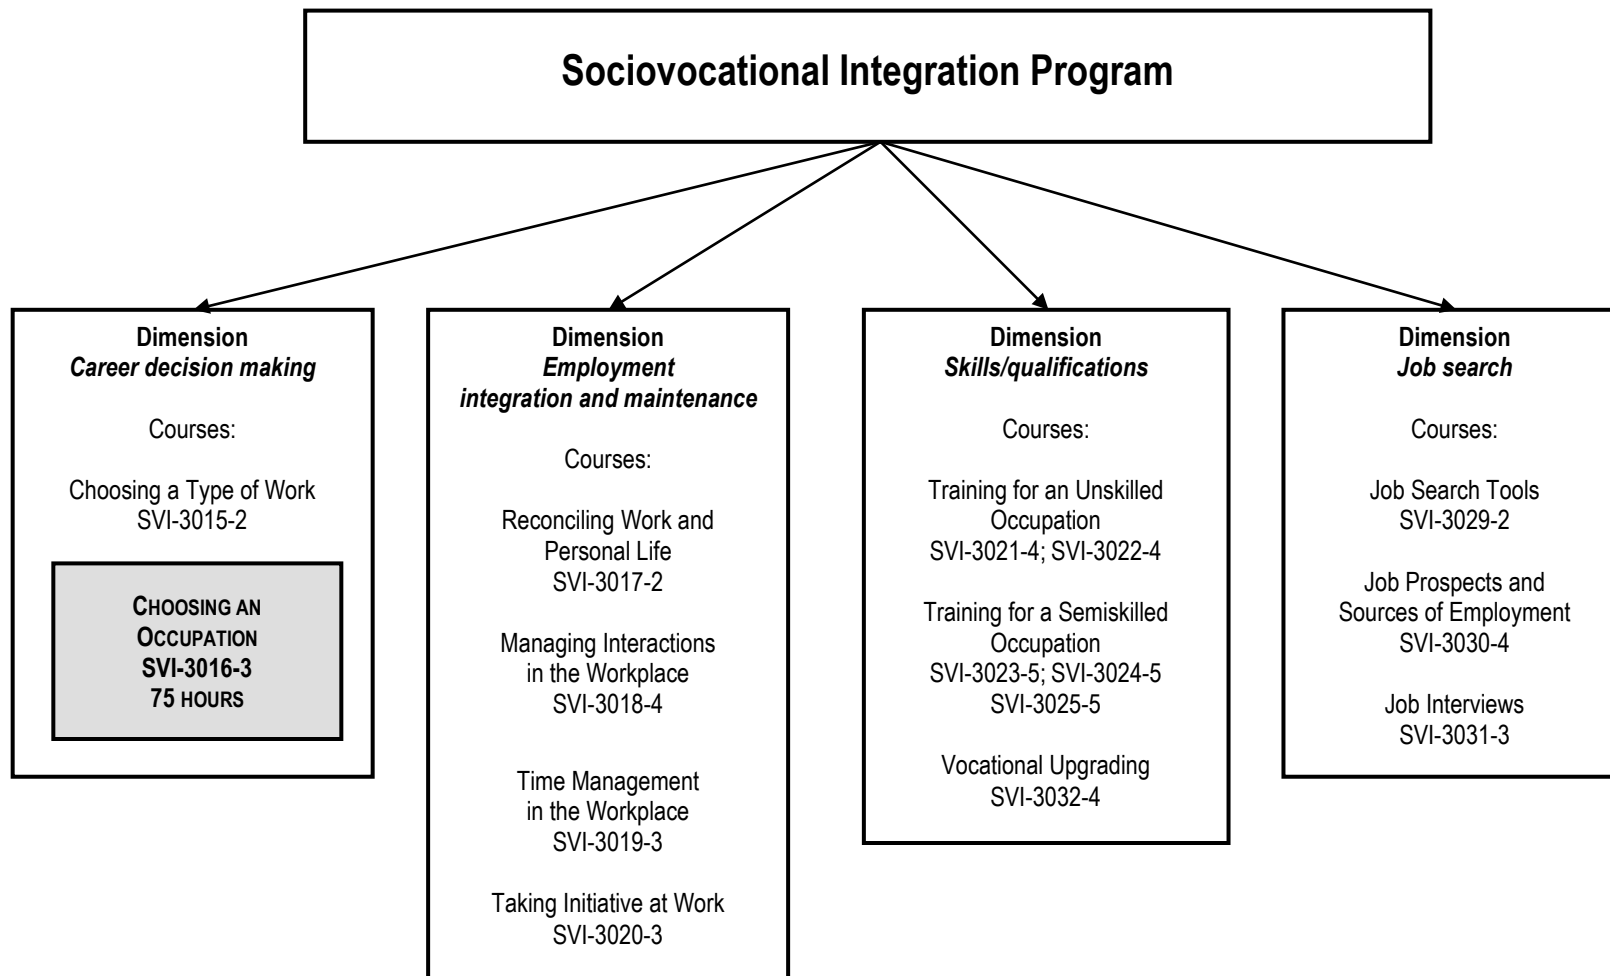 Sociovocational Integration Program
Dimension
Career decision making
Courses:
Choosing a Type of Work
SVI-3015-2
CHOOSING AN
OCCUPATION
SVI-3016-3
75 HOURS
Dimension
Employment
integration and maintenance
Courses:
Reconciling Work and
Personal Life
SVI-3017-2
Managing Interactions
in the Workplace
SVI-3018-4
Time Management
in the Workplace
SVI-3019-3
Taking Initiative at Work
SVI-3020-3
Dimension
Skills/qualifications
Courses:
Training for an Unskilled
Occupation
SVI-3021-4; SVI-3022-4
Training for a Semiskilled
Occupation
SVI-3023-5; SVI-3024-5
SVI-3025-5
Vocational Upgrading
SVI-3032-4
Dimension
Job search
Courses:
Job Search Tools
SVI-3029-2
Job Prospects and
Sources of Employment
SVI-3030-4
Job Interviews
SVI-3031-3